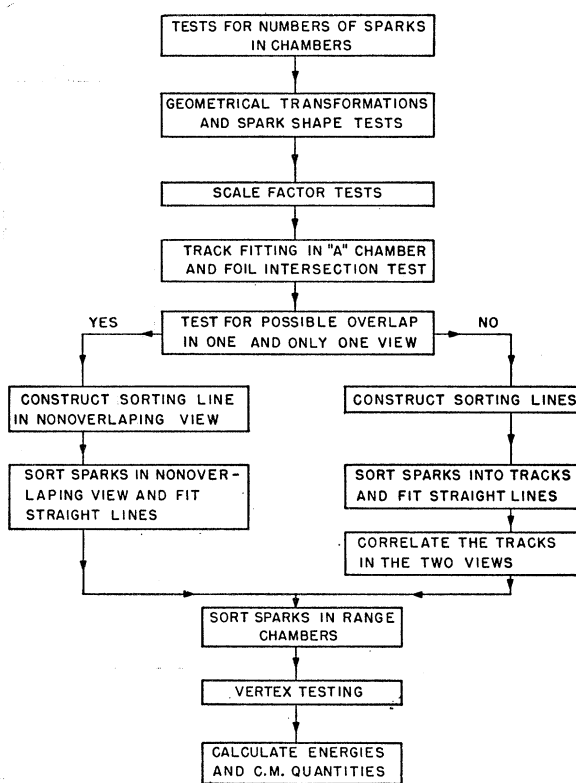 TESTS FOR NUMBERS OF SPARKS
IN CHAMBERS
GEOMETRICAL TRANSFORMATIONS
AND SPARK SHAPE TESTS
SCALE FACTOR TESTS
TRACK FITTING IN "A" CHAMBER
AND FOIL INTERSECTION TEST
TEST FOR POSSIBLE OVERLAP
IN ONE AND ONLY ONE VIEW
YES
NO
CONSTRUCT SORTING LINE
IN NONOVERLAPING VIEW
SORT SPARKS IN NONOVER-
LAPING VIEW AND FIT
STRAIGHT LINES
CONSTRUCT SORTING LINES
SORT SPARKS INTO TRACKS
AND FIT STRAIGHT LINES
CORRELATE THE TRACKS
IN THE TWO VIEWS
SORT SPARKS IN RANGE
CHAMBERS
VERTEX TESTING
CALCULATE ENERGIES
AND C.M. QUANTITIES